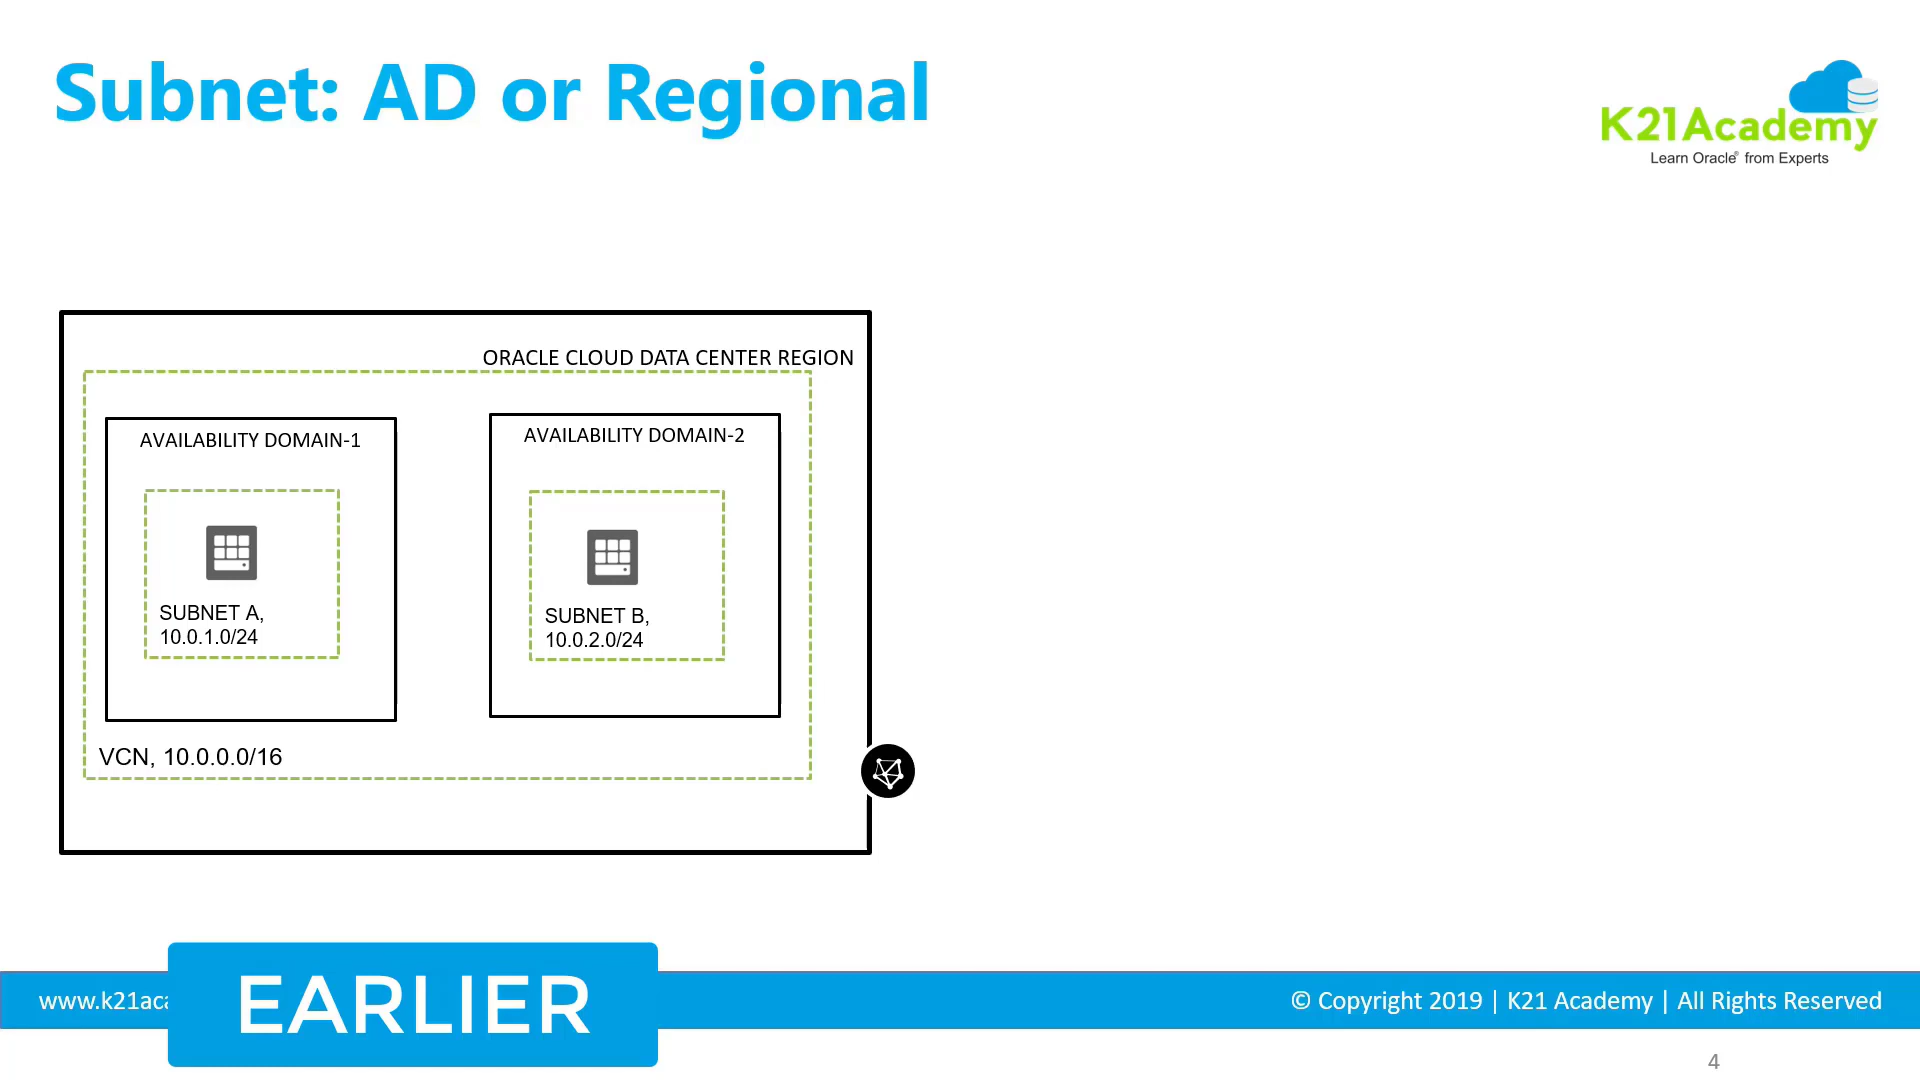 Subnet: AD or Regional
K21Academy
Learn Oracle® from Experts
ORACLE CLOUD DATA CENTER REGION
AVAILABILITY DOMAIN-1
AVAILABILITY DOMAIN-2
SUBNET A,
10.0.1.0/24
SUBNET B,
10.0.2.0/24
VCN, 10.0.0.0/16
www.k21aca
EARLIER
© Copyright 2019 | K21 Academy | All Rights Reserved
4